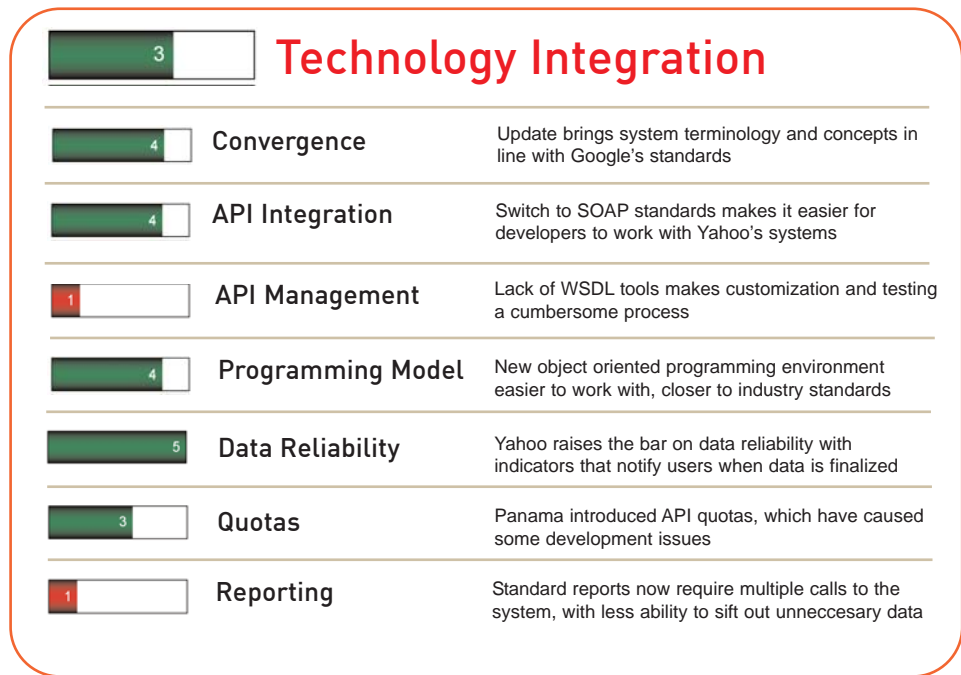 3 Technology Integration
4 Convergence Update brings system terminology and concepts in
line with Google's standards
4 API Integration Switch to SOAP standards makes it easier for
developers to work with Yahoo's systems
1 API Management Lack of WSDL tools makes customization and testing
a cumbersome process
4 Programming Model New object oriented programming environment
easier to work with, closer to industry standards
5 Data Reliability Yahoo raises the bar on data reliability with
indicators that notify users when data is finalized
3 Quotas Panama introduced API quotas, which have caused
some development issues
1 Reporting Standard reports now require multiple calls to the
system, with less ability to sift out unneccesary data